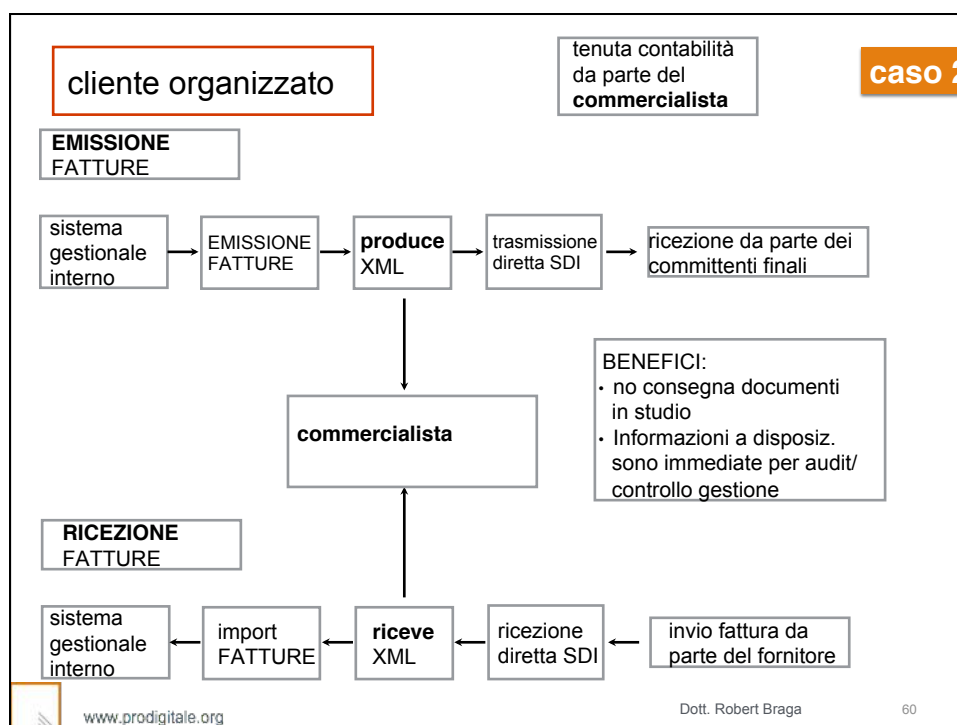 cliente organizzato
tenuta contabilità
da parte del
commercialista
caso 2
EMISSIONE
FATTURE
sistema
gestionale
interno
EMISSIONE
FATTURE
produce
XML
trasmissione
diretta SDI
ricezione da parte dei
committenti finali
BENEFICI:
• no consegna documenti
in studio
• Informazioni a disposiz.
sono immediate per audit/
controllo gestione
commercialista
RICEZIONE
FATTURE
sistema
gestionale
interno
import
FATTURE
riceve
XML
ricezione
diretta SDI
invio fattura da
parte del fornitore
www.prodigitale.org
Dott. Robert Braga
60